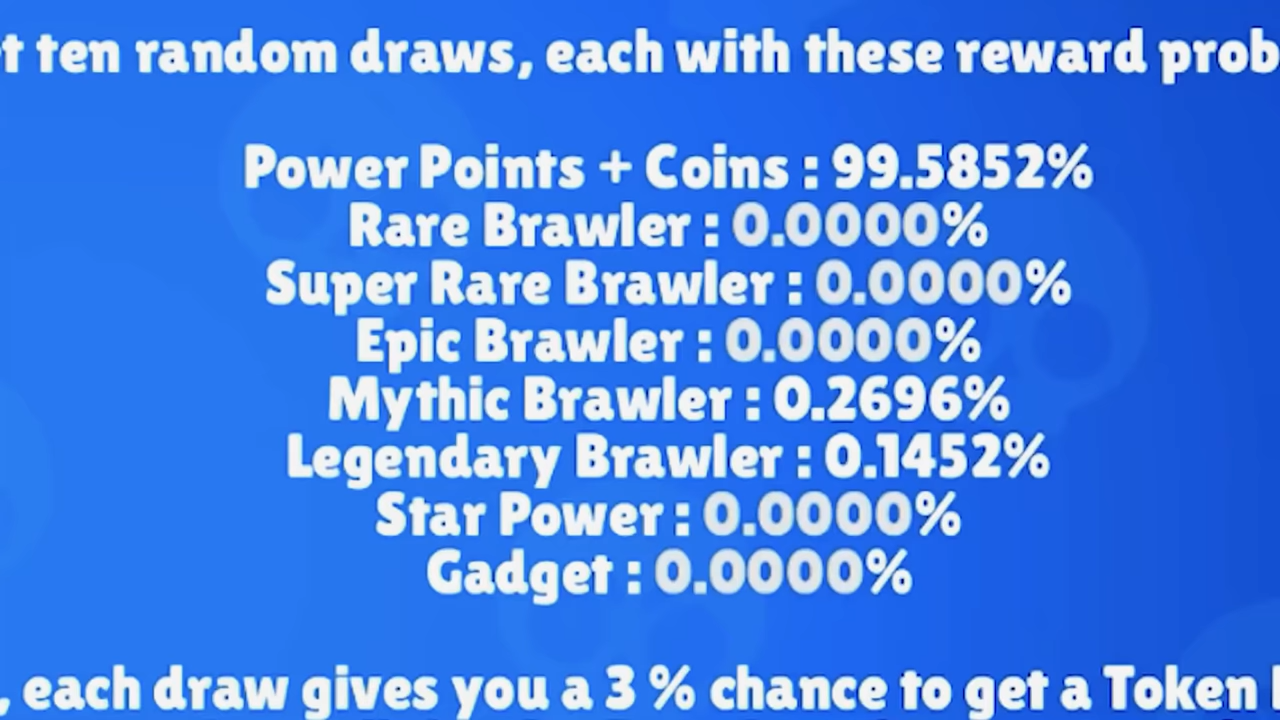 ten random draws, each with these reward
Power Points + Coins : 99.5852%
Rare Brawler : 0.0000%
Super Rare Brawler : 0.0000%
Epic Brawler : 0.0000%
Mythic Brawler : 0.2696%
Legendary Brawler : 0.1452%
Star Power : 0.0000%
Gadget : 0.0000%
, each draw gives you a 3 % chance to get a Token